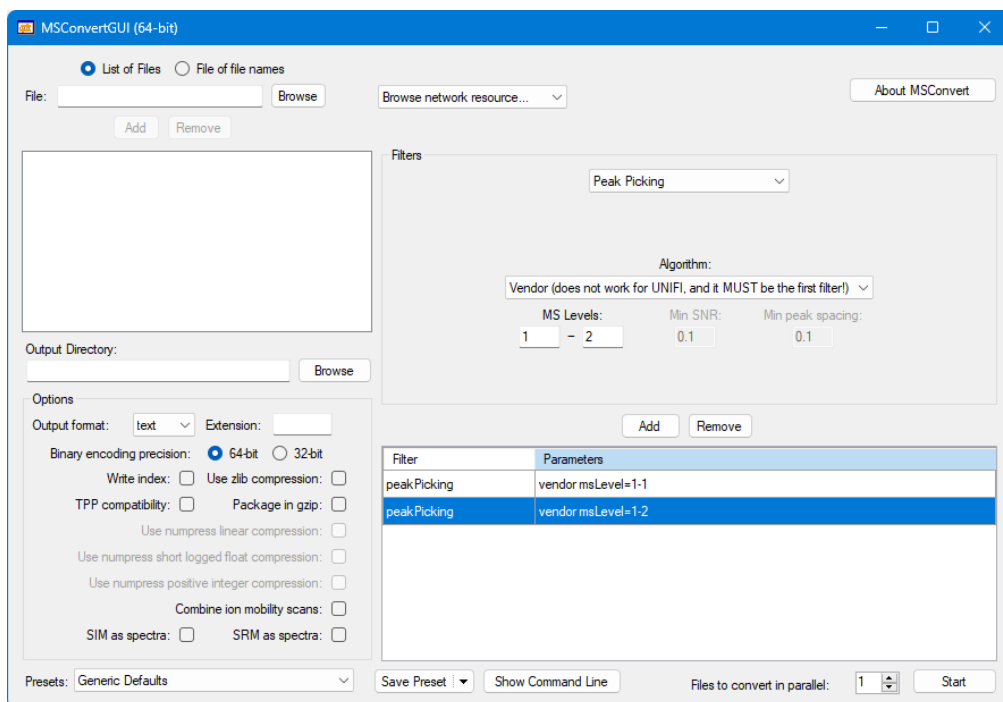 MSConvertGUI (64-bit)
List of Files File of file names
File: Browse
Browse network resource...
About MSConvert
Add Remove
Filters
Peak Picking
Algorithm:
Vendor (does not work for UNIFI, and it MUST be the first filter!)
MS Levels: Min SNR: Min peak spacing:
1 - 2 0.1 0.1
Output Directory:
Browse
Options
Output format: text Extension:
Binary encoding precision: 64-bit 32-bit
Write index: Use zlib compression:
TPP compatibility: Package in gzip:
Use numpress linear compression:
Use numpress short logged float compression:
Use numpress positive integer compression:
Combine ion mobility scans:
SIM as spectra: SRM as spectra:
Add Remove
Filter Parameters
peakPicking vendor msLevel=1-1
peakPicking vendor msLevel=1-2
Presets: Generic Defaults
Save Preset Show Command Line
Files to convert in parallel: 1 Start